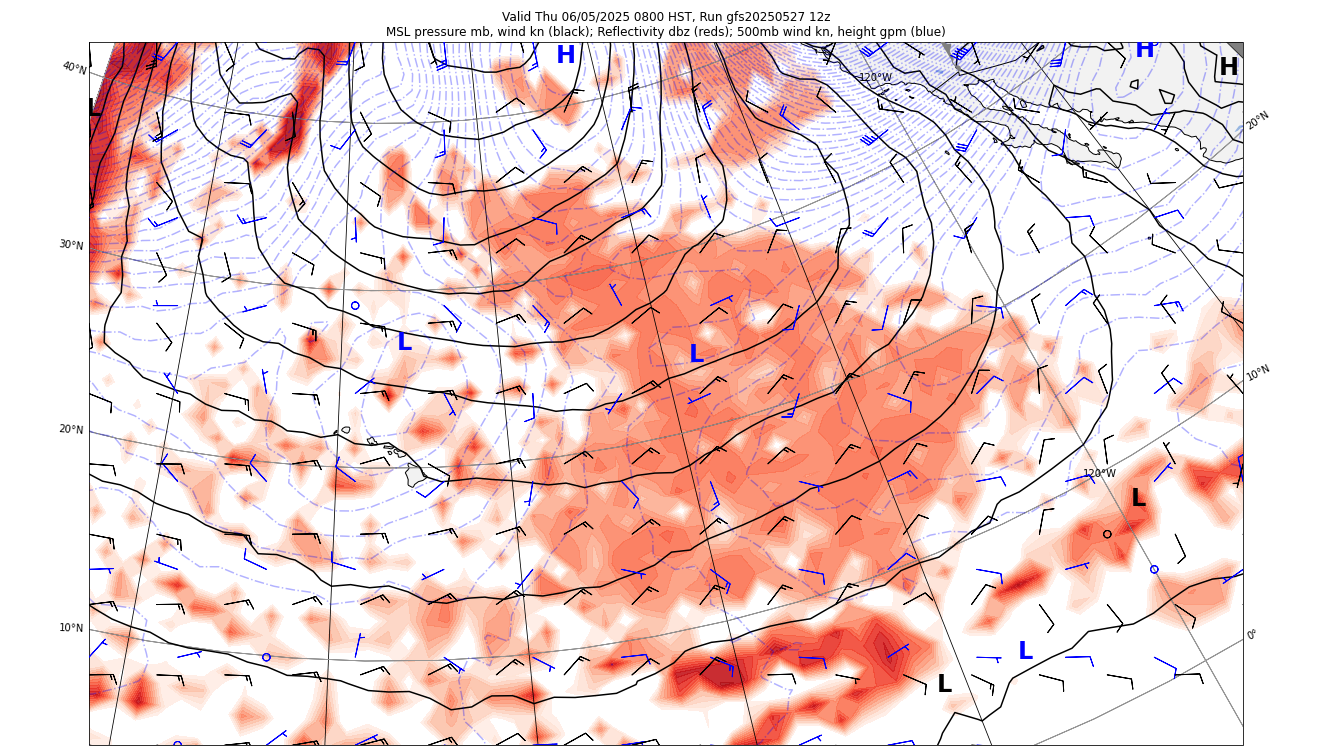 Valid Thu 06/05/2025 0800 HST, Run gfs20250527 12z
MSL pressure mb, wind kn (black); Reflectivity dbz (reds); 500mb wind kn, height gpm (blue)
H
H
H
40°N
120°W
L
20°N
30°N
L
L
10°N
20°N
120°W
L
10°N
0°
L
L